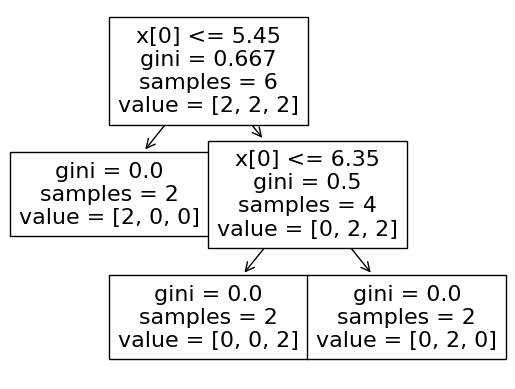 x[0] <= 5.45
gini = 0.667
samples = 6
value = [2, 2, 2]
gini = 0.0
samples = 2
value = [2, 0, 0]
x[0] <= 6.35
gini = 0.5
samples = 4
value = [0, 2, 2]
gini = 0.0
samples = 2
value = [0, 0, 2]
gini = 0.0
samples = 2
value = [0, 2, 0]